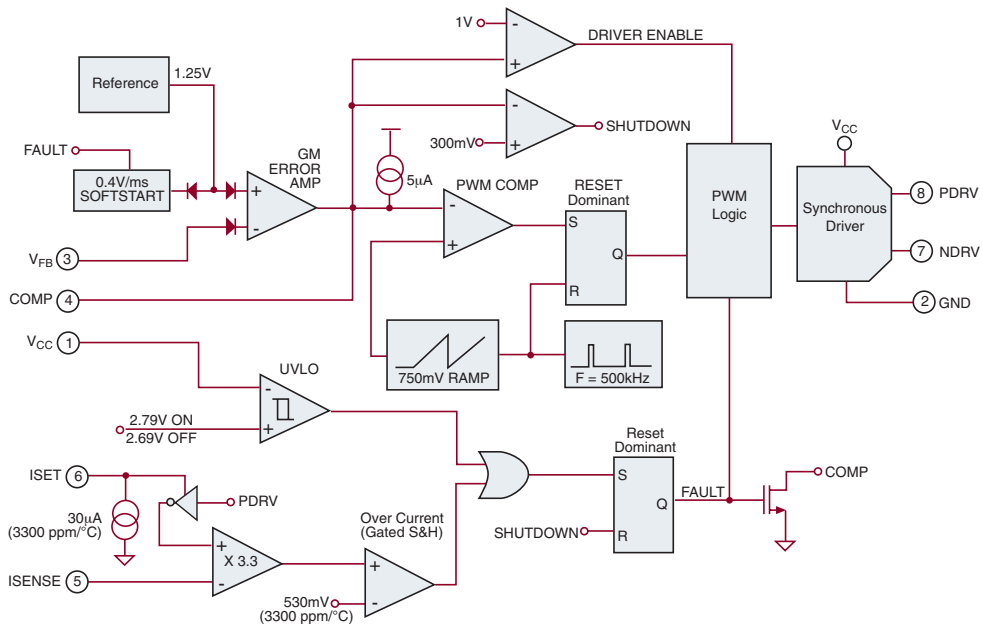 1V
-
+
DRIVER ENABLE
Reference
1.25V
FAULT
0.4V/ms
SOFTSTART
GM
ERROR
AMP
+
-
5μA
-
300mV
+
SHUTDOWN
PWM COMP
-
+
RESET
Dominant
S
Q
R
PWM
Logic
VCC
Synchronous
Driver
8 PDRV
7 NDRV
2 GND
VFB 3
COMP 4
VCC 1
750mV RAMP
F = 500kHz
UVLO
-
+
2.79V ON
2.69V OFF
ISET 6
30μA
(3300 ppm/°C)
PDRV
+
X 3.3
-
ISENSE 5
Over Current
(Gated S&H)
+
-
530mV
(3300 ppm/°C)
Reset
Dominant
S
Q
R
SHUTDOWN
FAULT
COMP